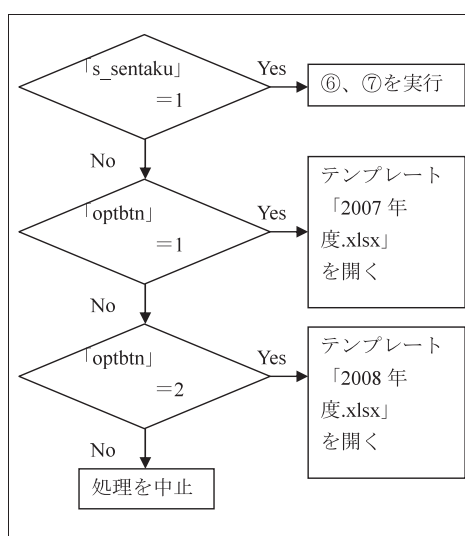 「s_sentaku」
＝1
Yes
⑥、⑦を実行
No
「optbtn」
＝1
Yes
テンプレート
「2007 年
度.xlsx」
を開く
No
「optbtn」
＝2
Yes
テンプレート
「2008 年
度.xlsx」
を開く
No
処理を中止